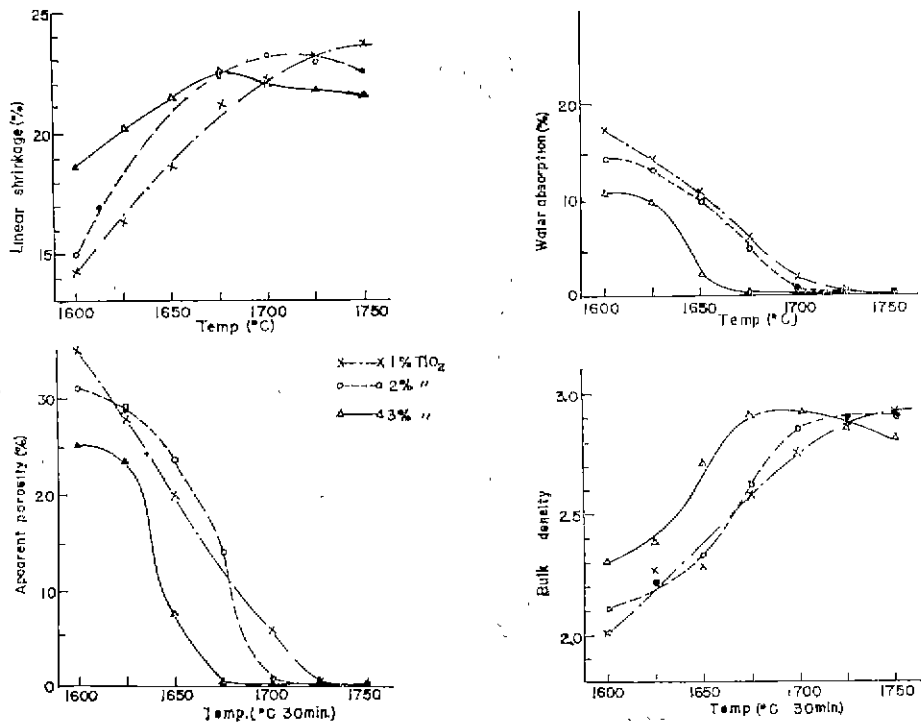 25
20
15
Linear shrinkage (%)
1600
1650
1700
1750
Temp (°C)
20
10
0
Water absorption (%)
1600
1650
1700
1750
Temp (°C)
30
20
10
0
Apparent porosity (%)
1600
1650
1700
1750
Temp. (°C 30min.)
x—·—x 1% TiO₂
o----o 2% 〃
△——△ 3% 〃
3.0
2.5
2.0
Bulk density
1600
1650
1700
1750
Temp (°C 30min.)